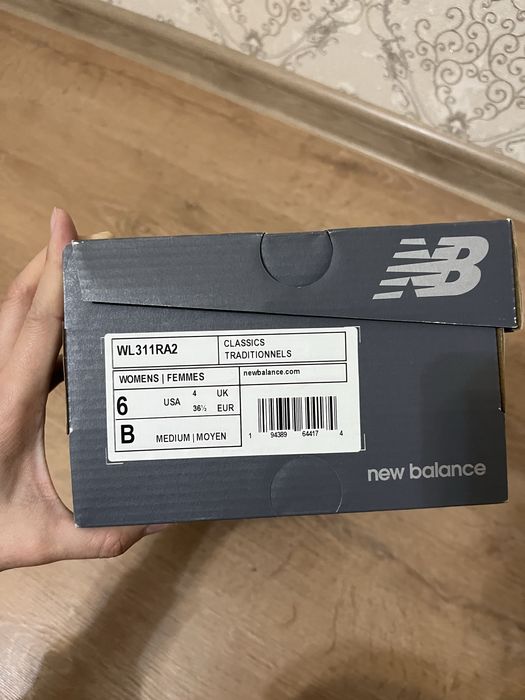 NB
WL311RA2
CLASSICS
TRADITIONNELS
WOMENS | FEMMES
newbalance.com
6 USA 4 UK
36½ EUR
B MEDIUM | MOYEN
1 94389 64417 4
new balance